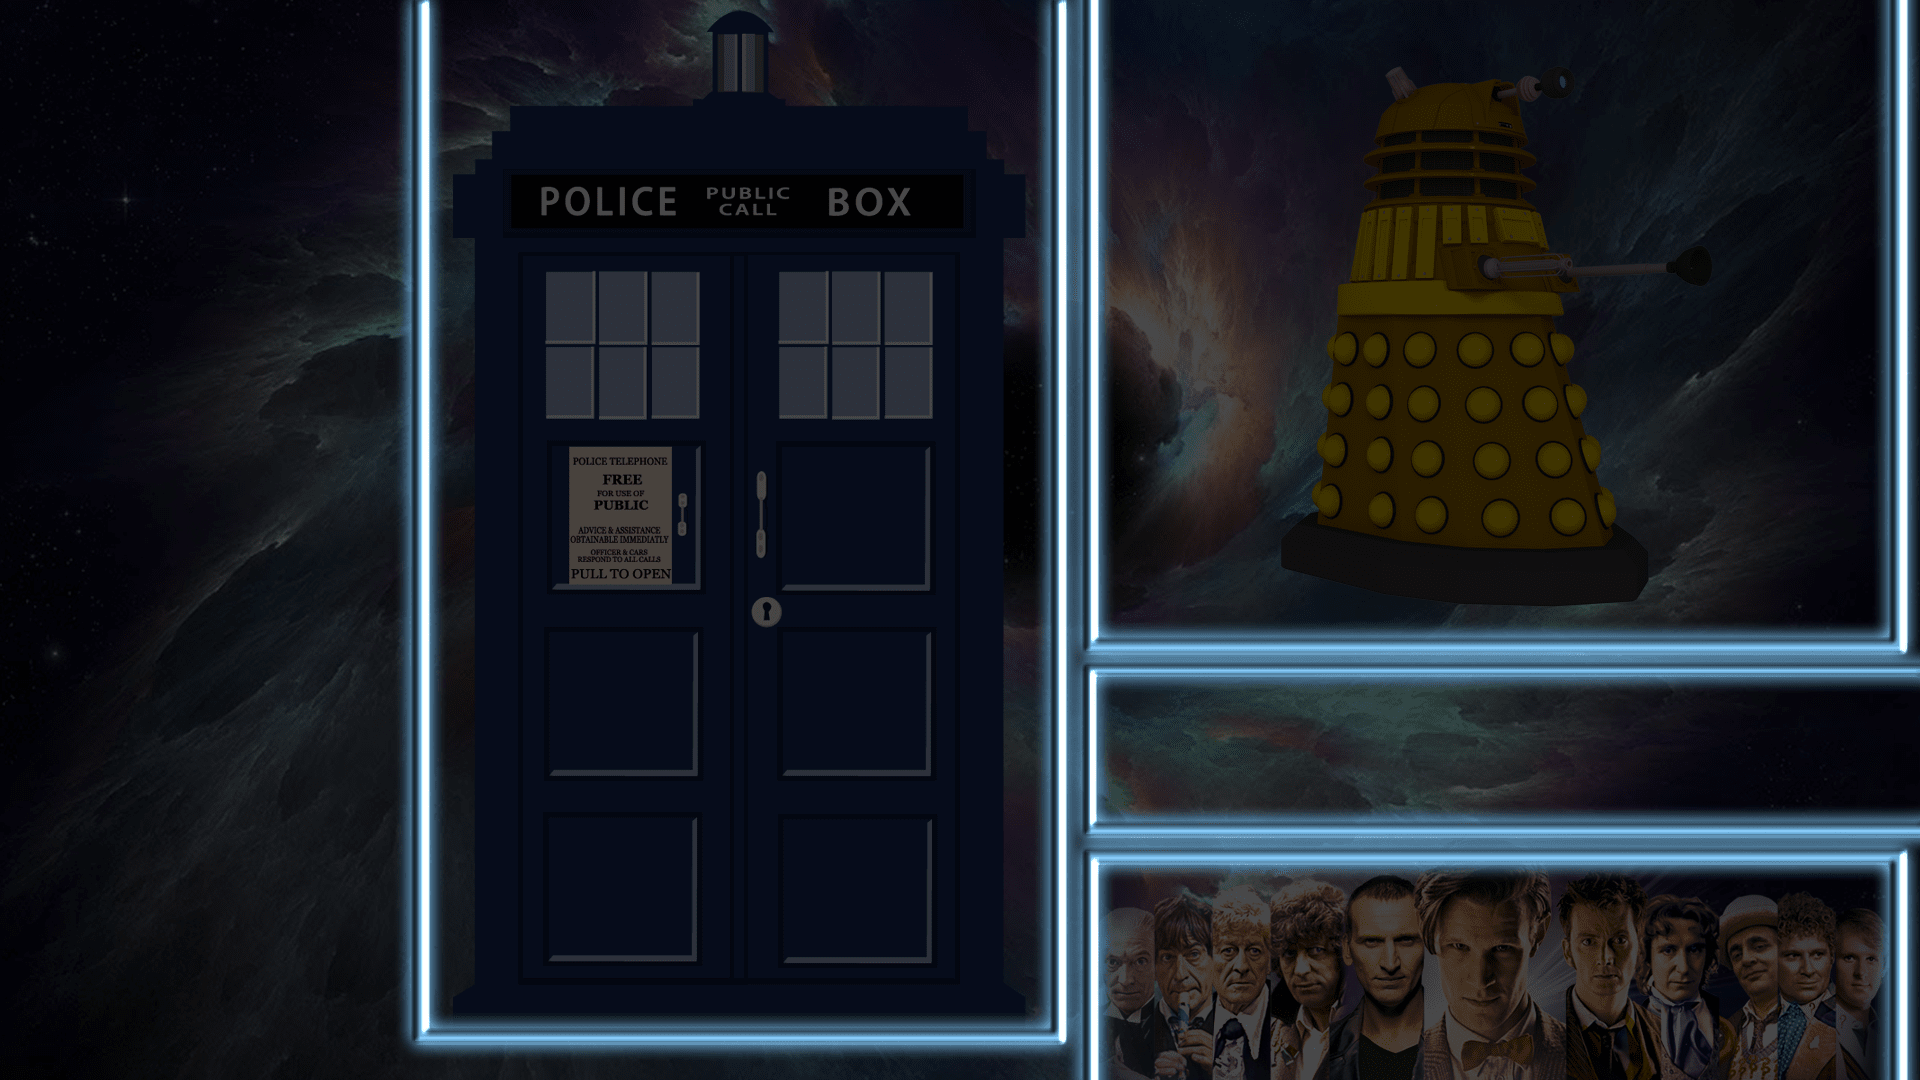 POLICE PUBLIC CALL BOX
POLICE TELEPHONE
FREE
FOR USE OF
PUBLIC
ADVICE & ASSISTANCE
OBTAINABLE IMMEDIATLY
OFFICER & CARS
RESPOND TO ALL CALLS
PULL TO OPEN